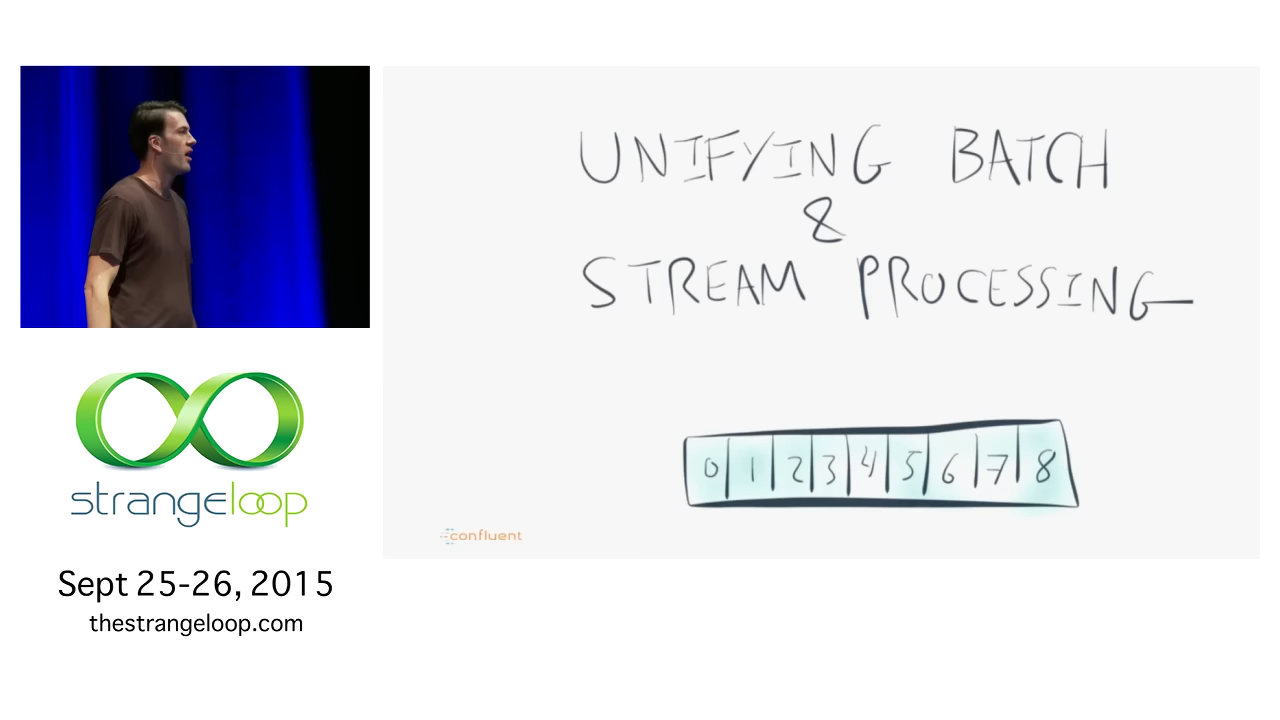 UNIFYING BATCH
&
STREAM PROCESSING
0 1 2 3 4 5 6 7 8
confluent
strangeloop
Sept 25-26, 2015
thestrangeloop.com